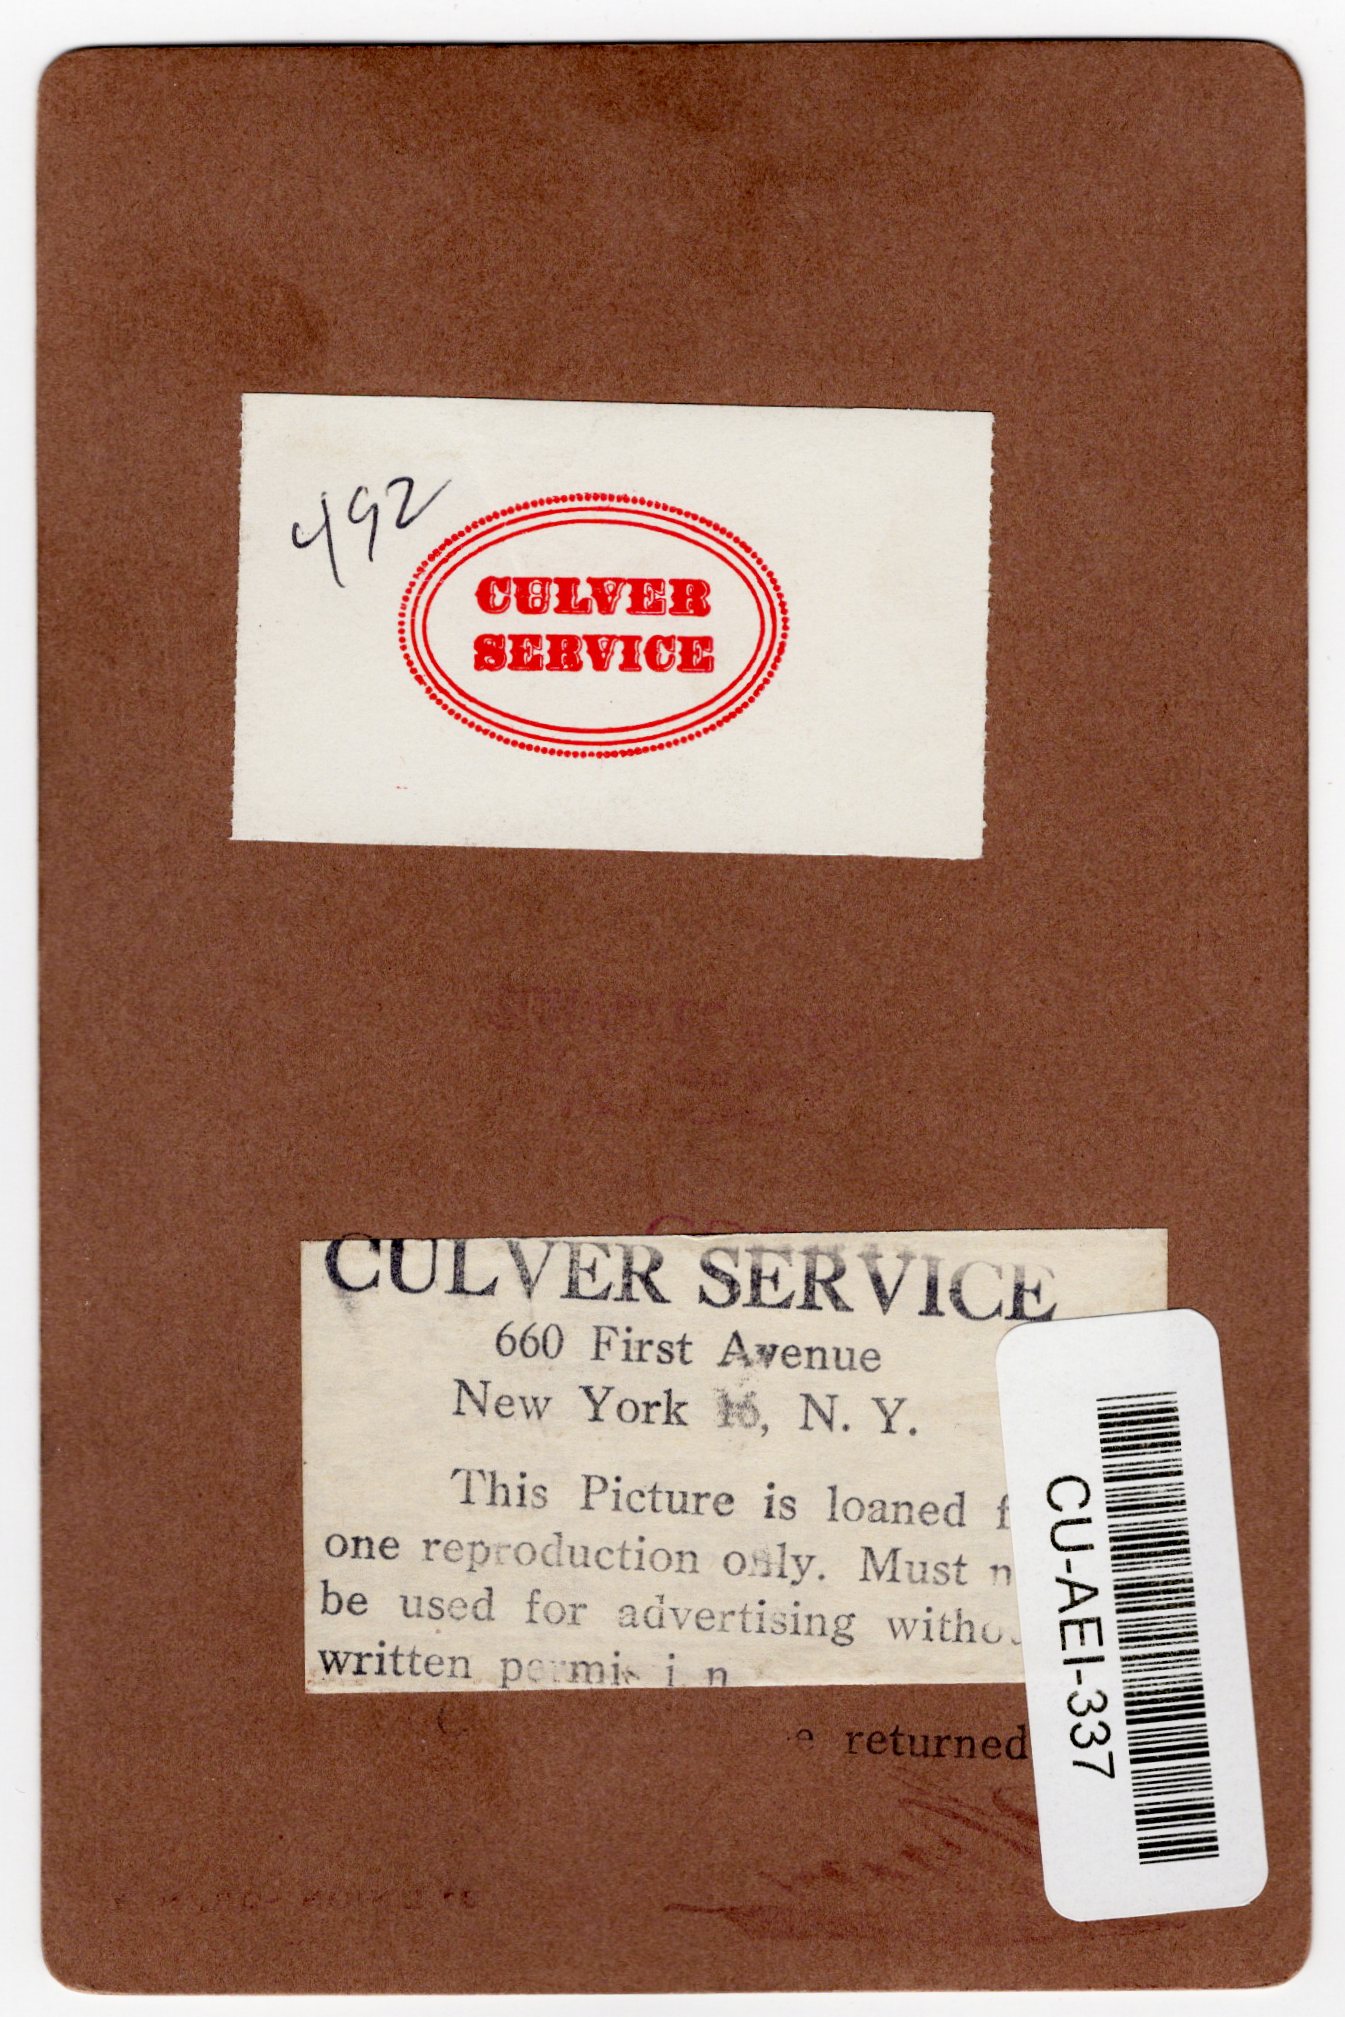 492
CULVER
SERVICE
CULVER SERVICE
660 First Avenue
New York 16, N. Y.
This Picture is loaned f
one reproduction only. Must n
be used for advertising witho
written
e returned
CU-AEI-337